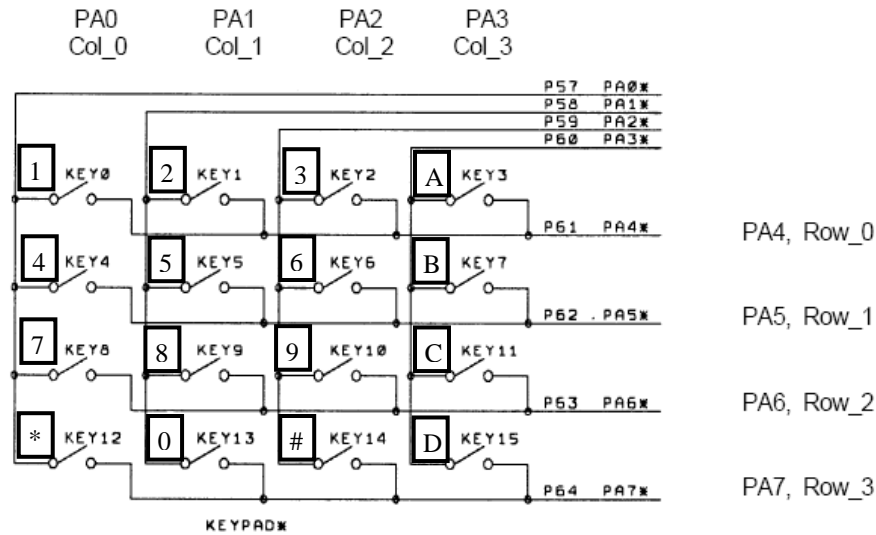 PA0 PA1 PA2 PA3
Col_0 Col_1 Col_2 Col_3
P57 PA0*
P58 PA1*
P59 PA2*
P60 PA3*
1 KEY0 2 KEY1 3 KEY2 A KEY3
P61 PA4* PA4, Row_0
4 KEY4 5 KEY5 6 KEY6 B KEY7
P62 . PA5* PA5, Row_1
7 KEY8 8 KEY9 9 KEY10 C KEY11
P63 PA6* PA6, Row_2
* KEY12 0 KEY13 # KEY14 D KEY15
P64 PA7* PA7, Row_3
KEYPAD*